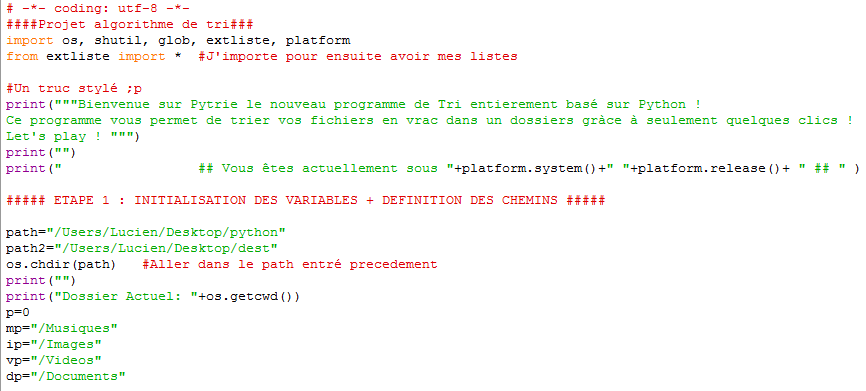 # -*- coding: utf-8 -*-
####Projet algorithme de tri###
import os, shutil, glob, extliste, platform
from extliste import *  #J'importe pour ensuite avoir mes listes
#Un truc stylé ;p
print("""Bienvenue sur Pytrie le nouveau programme de Tri entierement basé sur Python !
Ce programme vous permet de trier vos fichiers en vrac dans un dossiers grâce à seulement quelques clics !
Let's play ! """)
print("")
print("                 ## Vous êtes actuellement sous "+platform.system()+" "+platform.release()+ " ## " )
##### ETAPE 1 : INITIALISATION DES VARIABLES + DEFINITION DES CHEMINS #####
path="/Users/Lucien/Desktop/python"
path2="/Users/Lucien/Desktop/dest"
os.chdir(path)   #Aller dans le path entré precedement
print("")
print("Dossier Actuel: "+os.getcwd())
p=0
mp="/Musiques"
ip="/Images"
vp="/Videos"
dp="/Documents"